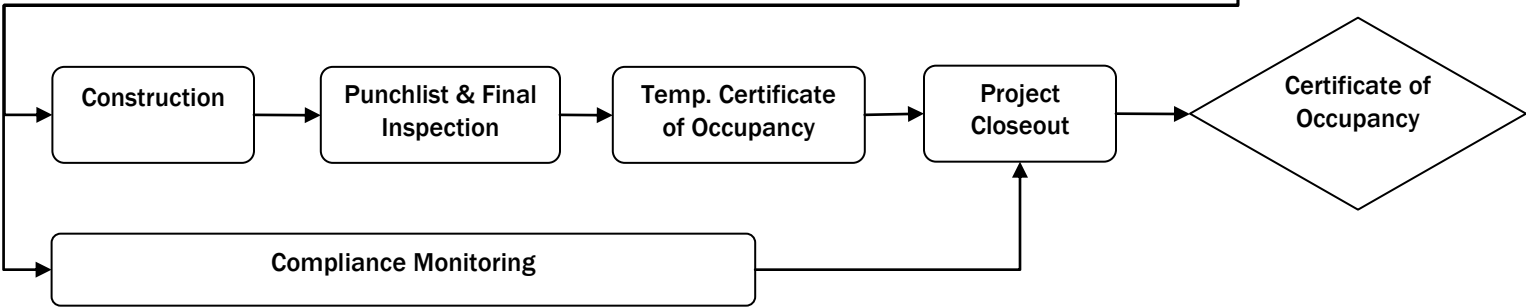 Construction
Punchlist & Final
Inspection
Temp. Certificate
of Occupancy
Project
Closeout
Certificate of
Occupancy
Compliance Monitoring